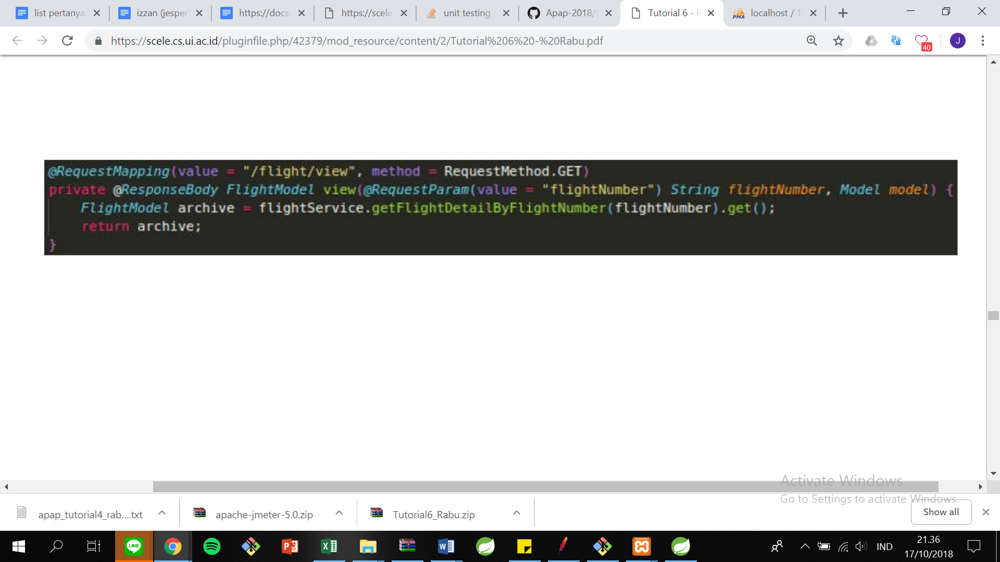 list pertanya
izzan (jesper
https://docs.
https://scele
unit testing -
Apap-2018/t
Tutorial 6 - R
localhost / 1
https://scele.cs.ui.ac.id/pluginfile.php/42379/mod_resource/content/2/Tutorial%206%20-%20Rabu.pdf
40
J
@RequestMapping(value = "/flight/view", method = RequestMethod.GET)
private @ResponseBody FlightModel view(@RequestParam(value = "flightNumber") String flightNumber, Model model) {
FlightModel archive = flightService.getFlightDetailByFlightNumber(flightNumber).get();
return archive;
}
Activate Windows
Go to Settings to activate Windows.
apap_tutorial4_rab....txt
apache-jmeter-5.0.zip
Tutorial6_Rabu.zip
Show all
LINE
IND
21.36
17/10/2018